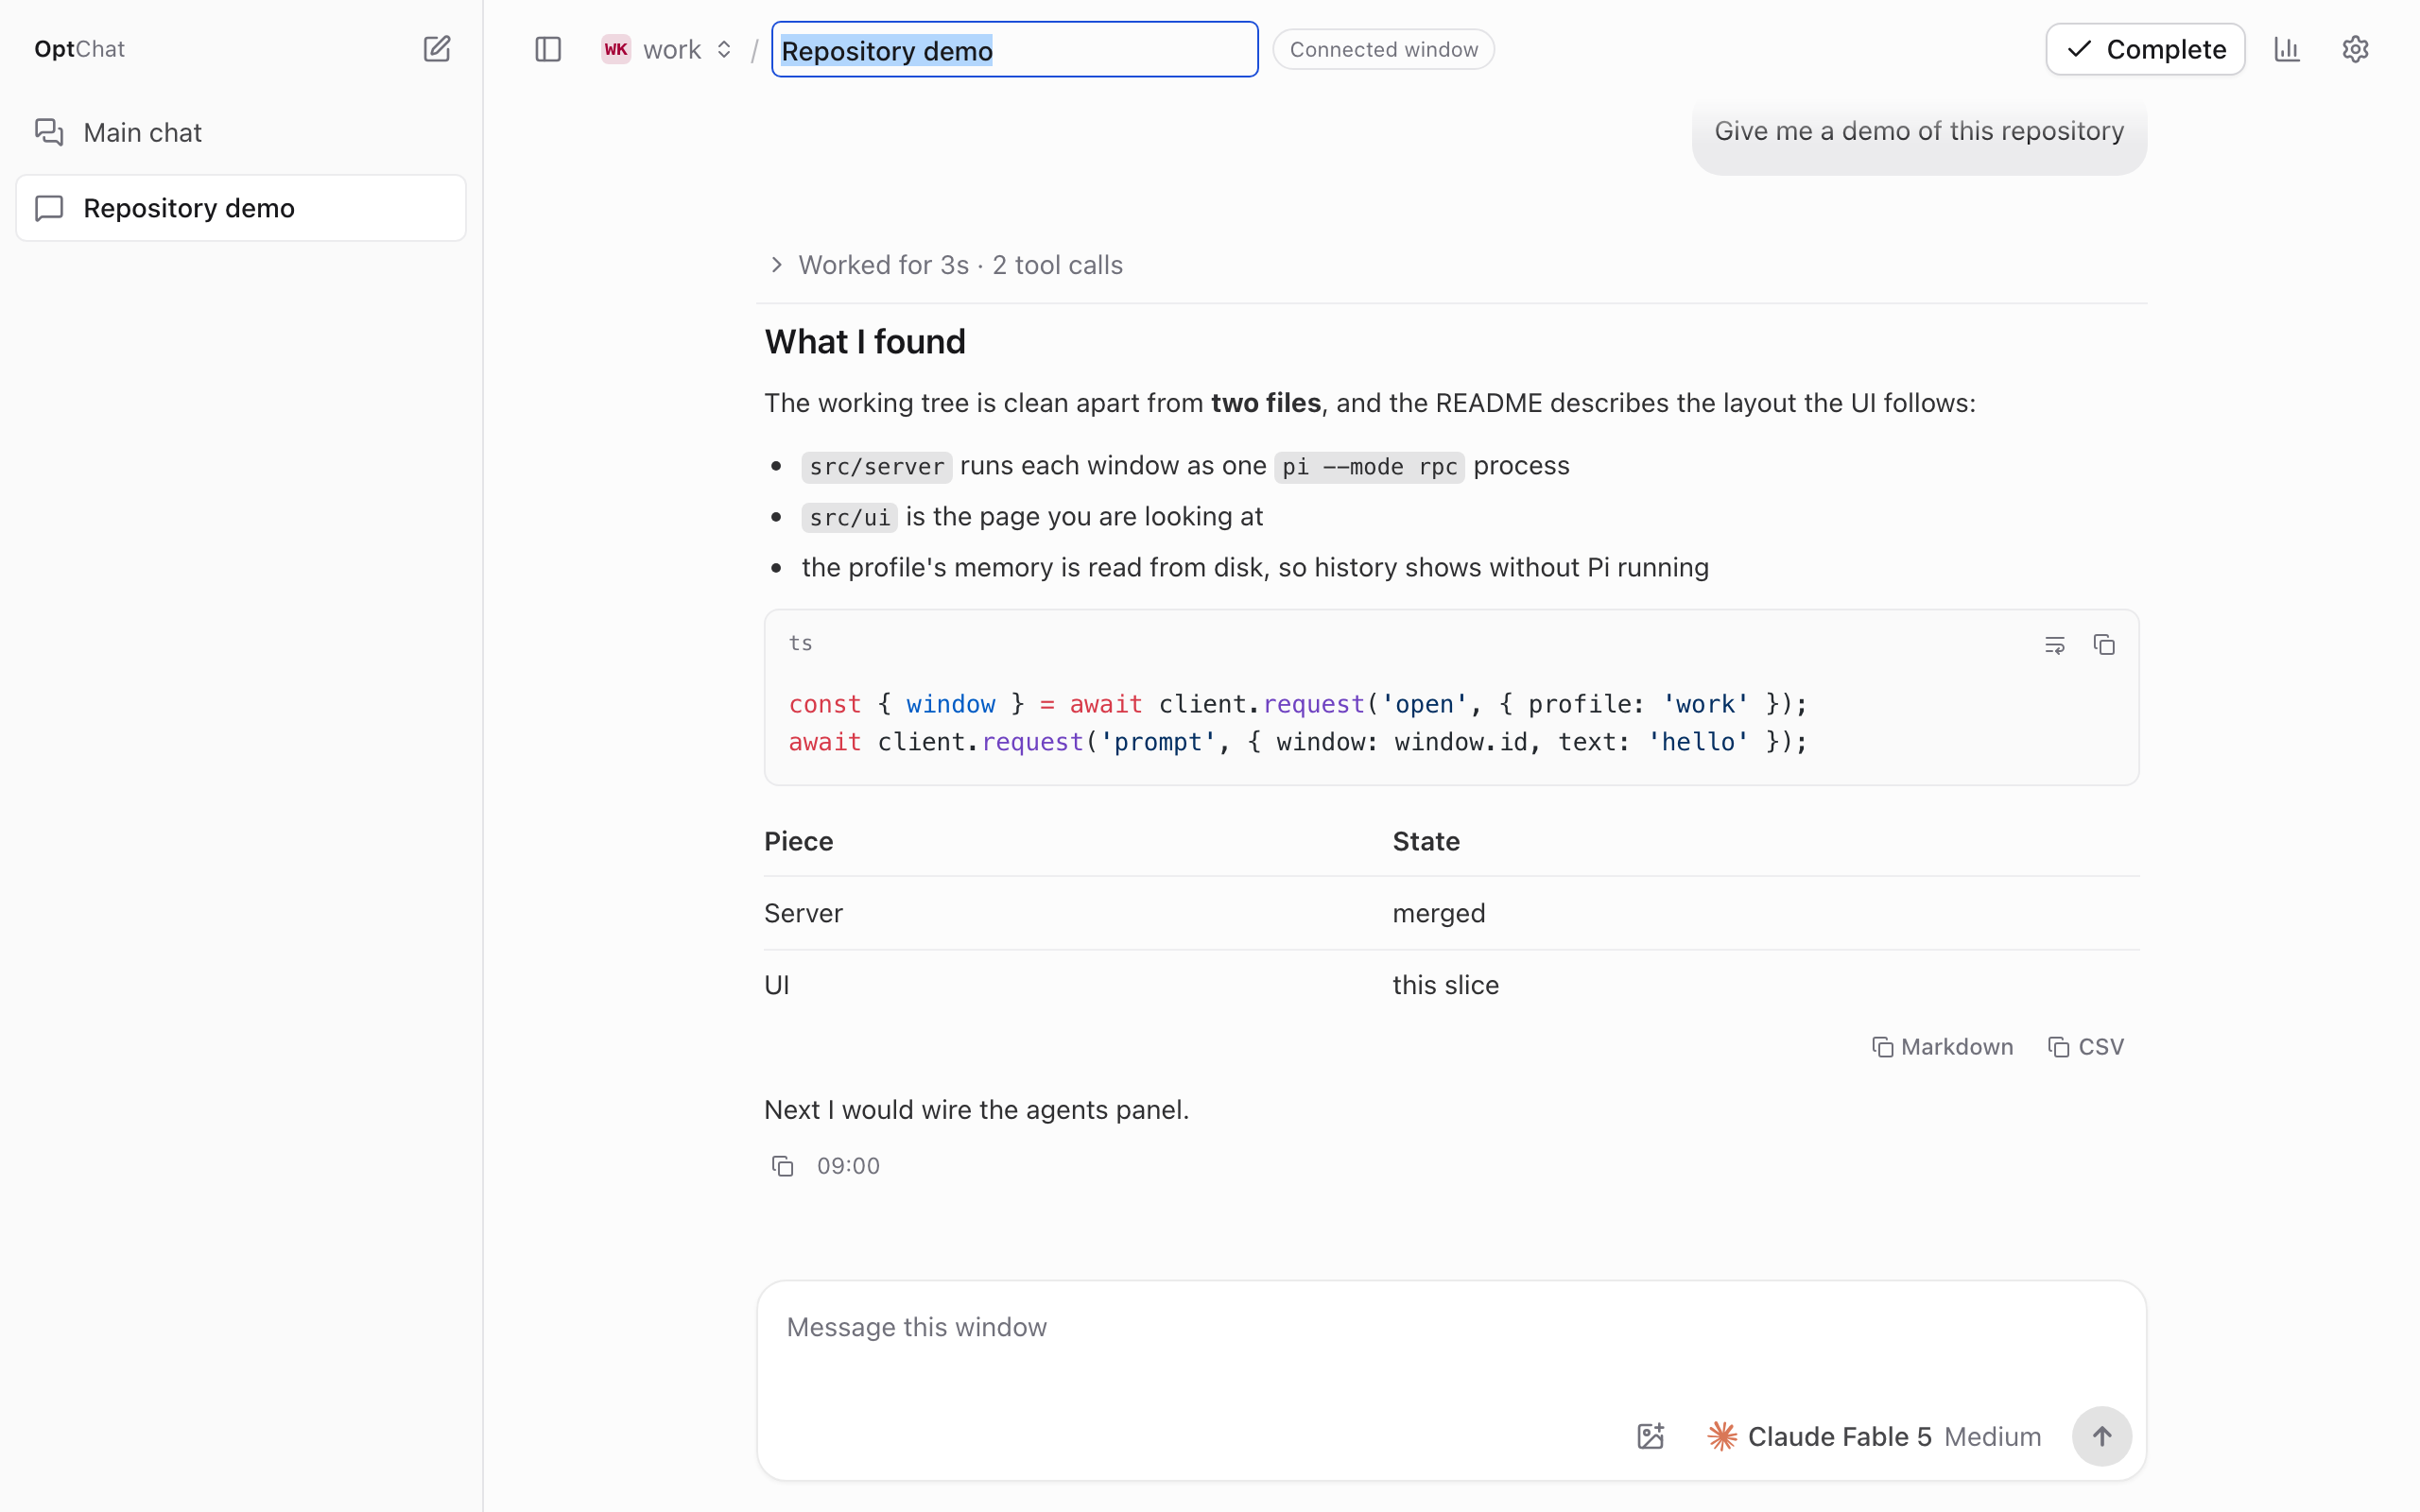 OptChat
Main chat
Repository demo
WK work / Repository demo Connected window
Complete
Give me a demo of this repository
Worked for 3s · 2 tool calls
What I found
The working tree is clean apart from two files, and the README describes the layout the UI follows:
• src/server runs each window as one pi --mode rpc process
• src/ui is the page you are looking at
• the profile's memory is read from disk, so history shows without Pi running
ts
const { window } = await client.request('open', { profile: 'work' });
await client.request('prompt', { window: window.id, text: 'hello' });
Piece State
Server merged
UI this slice
Markdown CSV
Next I would wire the agents panel.
09:00
Message this window
Claude Fable 5 Medium